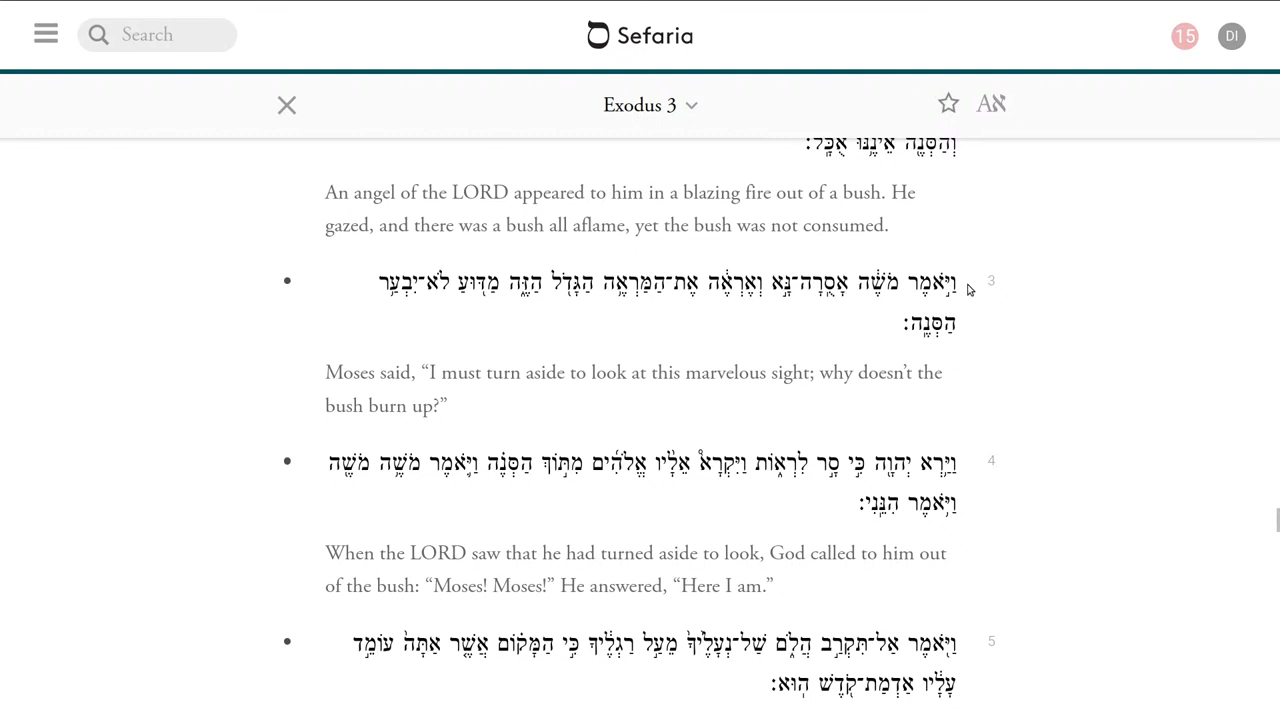 Search
Sefaria
15
DI
Exodus 3
Aא
וְהַסְּנֶ֖ה אֵינֶ֥נּוּ אֻכָּֽל׃
An angel of the LORD appeared to him in a blazing fire out of a bush. He
gazed, and there was a bush all aflame, yet the bush was not consumed.
3
וַיֹּ֣אמֶר מֹשֶׁ֔ה אָסֻֽרָה־נָּ֣א וְאֶרְאֶ֔ה אֶת־הַמַּרְאֶ֥ה הַגָּדֹ֖ל הַזֶּ֑ה מַדּ֖וּעַ לֹא־יִבְעַ֥ר
הַסְּנֶֽה׃
Moses said, “I must turn aside to look at this marvelous sight; why doesn’t the
bush burn up?”
4
וַיַּ֥רְא יְהוָ֖ה כִּ֣י סָ֣ר לִרְא֑וֹת וַיִּקְרָא֩ אֵלָ֨יו אֱלֹהִ֜ים מִתּ֣וֹךְ הַסְּנֶ֗ה וַיֹּ֛אמֶר מֹשֶׁ֥ה מֹשֶׁ֖ה
וַיֹּ֥אמֶר הִנֵּֽנִי׃
When the LORD saw that he had turned aside to look, God called to him out
of the bush: “Moses! Moses!” He answered, “Here I am.”
5
וַיֹּ֖אמֶר אַל־תִּקְרַ֣ב הֲלֹ֑ם שַׁל־נְעָלֶ֙יךָ֙ מֵעַ֣ל רַגְלֶ֔יךָ כִּ֣י הַמָּק֗וֹם אֲשֶׁ֤ר אַתָּה֙ עוֹמֵ֣ד
עָלָ֔יו אַדְמַת־קֹ֖דֶשׁ הֽוּא׃